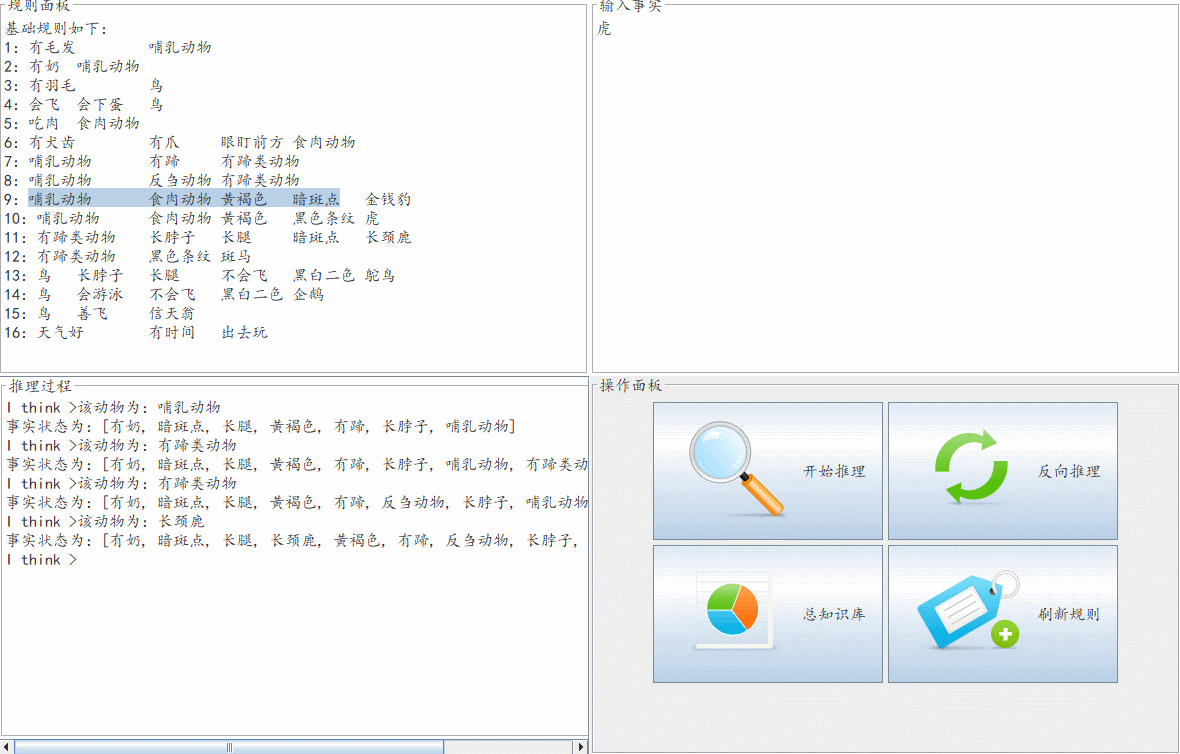 规则面板
基础规则如下:
1: 有毛发 哺乳动物
2: 有奶 哺乳动物
3: 有羽毛 鸟
4: 会飞 会下蛋 鸟
5: 吃肉 食肉动物
6: 有犬齿 有爪 眼盯前方 食肉动物
7: 哺乳动物 有蹄 有蹄类动物
8: 哺乳动物 反刍动物 有蹄类动物
9: 哺乳动物 食肉动物 黄褐色 暗斑点 金钱豹
10: 哺乳动物 食肉动物 黄褐色 黑色条纹 虎
11: 有蹄类动物 长脖子 长腿 暗斑点 长颈鹿
12: 有蹄类动物 黑色条纹 斑马
13: 鸟 长脖子 长腿 不会飞 黑白二色 鸵鸟
14: 鸟 会游泳 不会飞 黑白二色 企鹅
15: 鸟 善飞 信天翁
16: 天气好 有时间 出去玩
输入事实
虎
推理过程
I think >该动物为: 哺乳动物
事实状态为: [有奶, 暗斑点, 长腿, 黄褐色, 有蹄, 长脖子, 哺乳动物]
I think >该动物为: 有蹄类动物
事实状态为: [有奶, 暗斑点, 长腿, 黄褐色, 有蹄, 长脖子, 哺乳动物, 有蹄类动
I think >该动物为: 有蹄类动物
事实状态为: [有奶, 暗斑点, 长腿, 黄褐色, 有蹄, 反刍动物, 长脖子, 哺乳动物
I think >该动物为: 长颈鹿
事实状态为: [有奶, 暗斑点, 长腿, 长颈鹿, 黄褐色, 有蹄, 反刍动物, 长脖子,
I think >
操作面板
开始推理
反向推理
总知识库
刷新规则